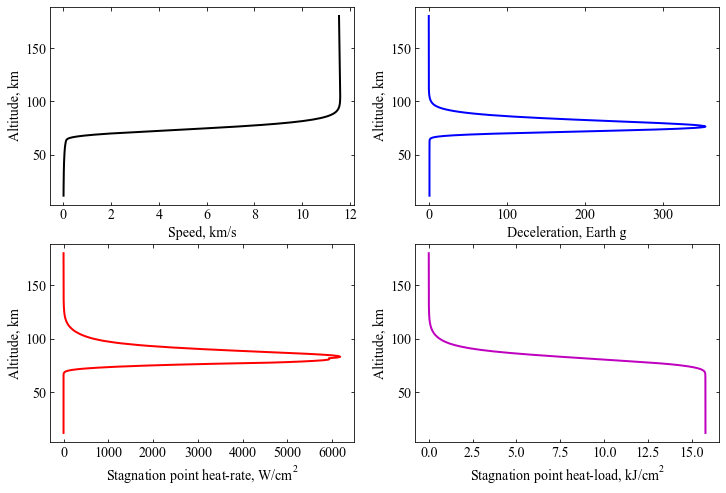 150
100
50
Altitude, km
0 2 4 6 8 10 12
Speed, km/s
150
100
50
Altitude, km
0 100 200 300
Deceleration, Earth g
150
100
50
Altitude, km
0 1000 2000 3000 4000 5000 6000
Stagnation point heat-rate, W/cm²
150
100
50
Altitude, km
0.0 2.5 5.0 7.5 10.0 12.5 15.0
Stagnation point heat-load, kJ/cm²